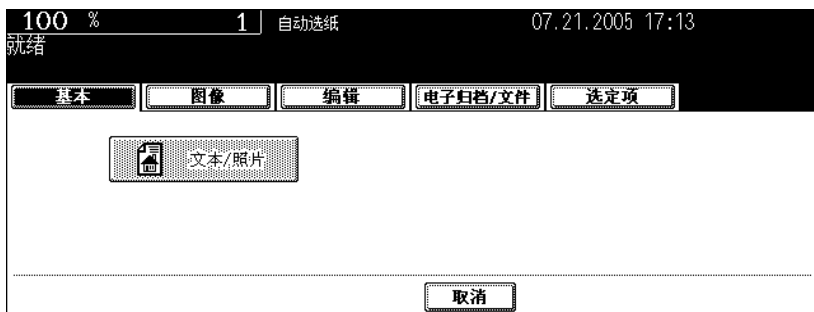 100 % 1 自动选纸 07.21.2005 17:13
就绪
基本 图像 编辑 电子归档/文件 选定项
文本/照片
取消